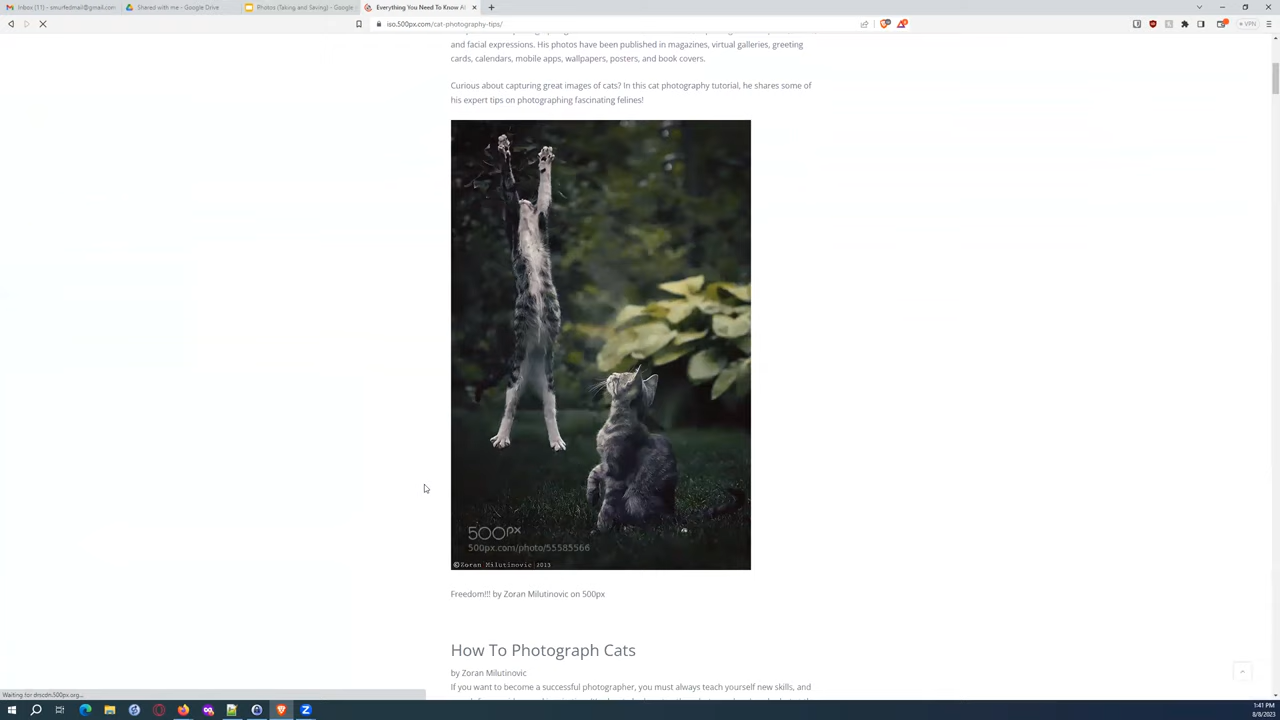 Inbox (11) - smurfedmail@gmail.com
Shared with me - Google Drive
Photos (Taking and Saving) - Google
Everything You Need To Know Al
iso.500px.com/cat-photography-tips/
VPN
and facial expressions. His photos have been published in magazines, virtual galleries, greeting
cards, calendars, mobile apps, wallpapers, posters, and book covers.
Curious about capturing great images of cats? In this cat photography tutorial, he shares some of
his expert tips on photographing fascinating felines!
500px
500px.com/photo/55585566
©Zoran Milutinovic 2013
Freedom!!! by Zoran Milutinovic on 500px
How To Photograph Cats
by Zoran Milutinovic
If you want to become a successful photographer, you must always teach yourself new skills, and
Waiting for drscdn.500px.org...
1:41 PM
8/8/2023